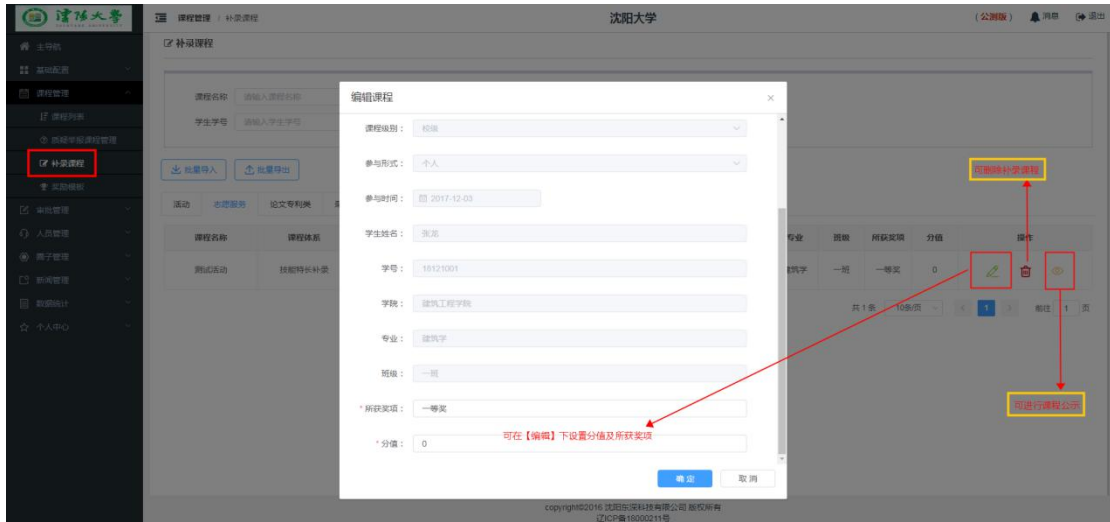 沈阳大学
SHENYANG UNIVERSITY
课程管理 / 补录课程
沈阳大学
(公测版) 消息 退出
主导航
基础配置
课程管理
课程列表
质疑举报课程管理
补录课程
奖励模板
审批管理
人员管理
圈子管理
新闻管理
数据统计
个人中心
补录课程
课程名称 请输入课程名称
学生学号 请输入学生学号
批量导入 批量导出
活动 志愿服务 论文专利类
课程名称 课程体系 专业 班级 所获奖项 分值 操作
测试活动 技能特长补录 建筑学 一班 一等奖 0
共 1 条 10条/页 1 前往 1 页
编辑课程
课程级别: 校级
参与形式: 个人
参与时间: 2017-12-03
学生姓名:
学号: 16121001
学院: 建筑工程学院
专业: 建筑学
班级: 一班
*所获奖项: 一等奖
*分值: 0
确定 取消
可删除补录课程
可进行课程公示
可在【编辑】下设置分值及所获奖项
copyright©2016 沈阳东深科技有限公司 版权所有
辽ICP备18000211号